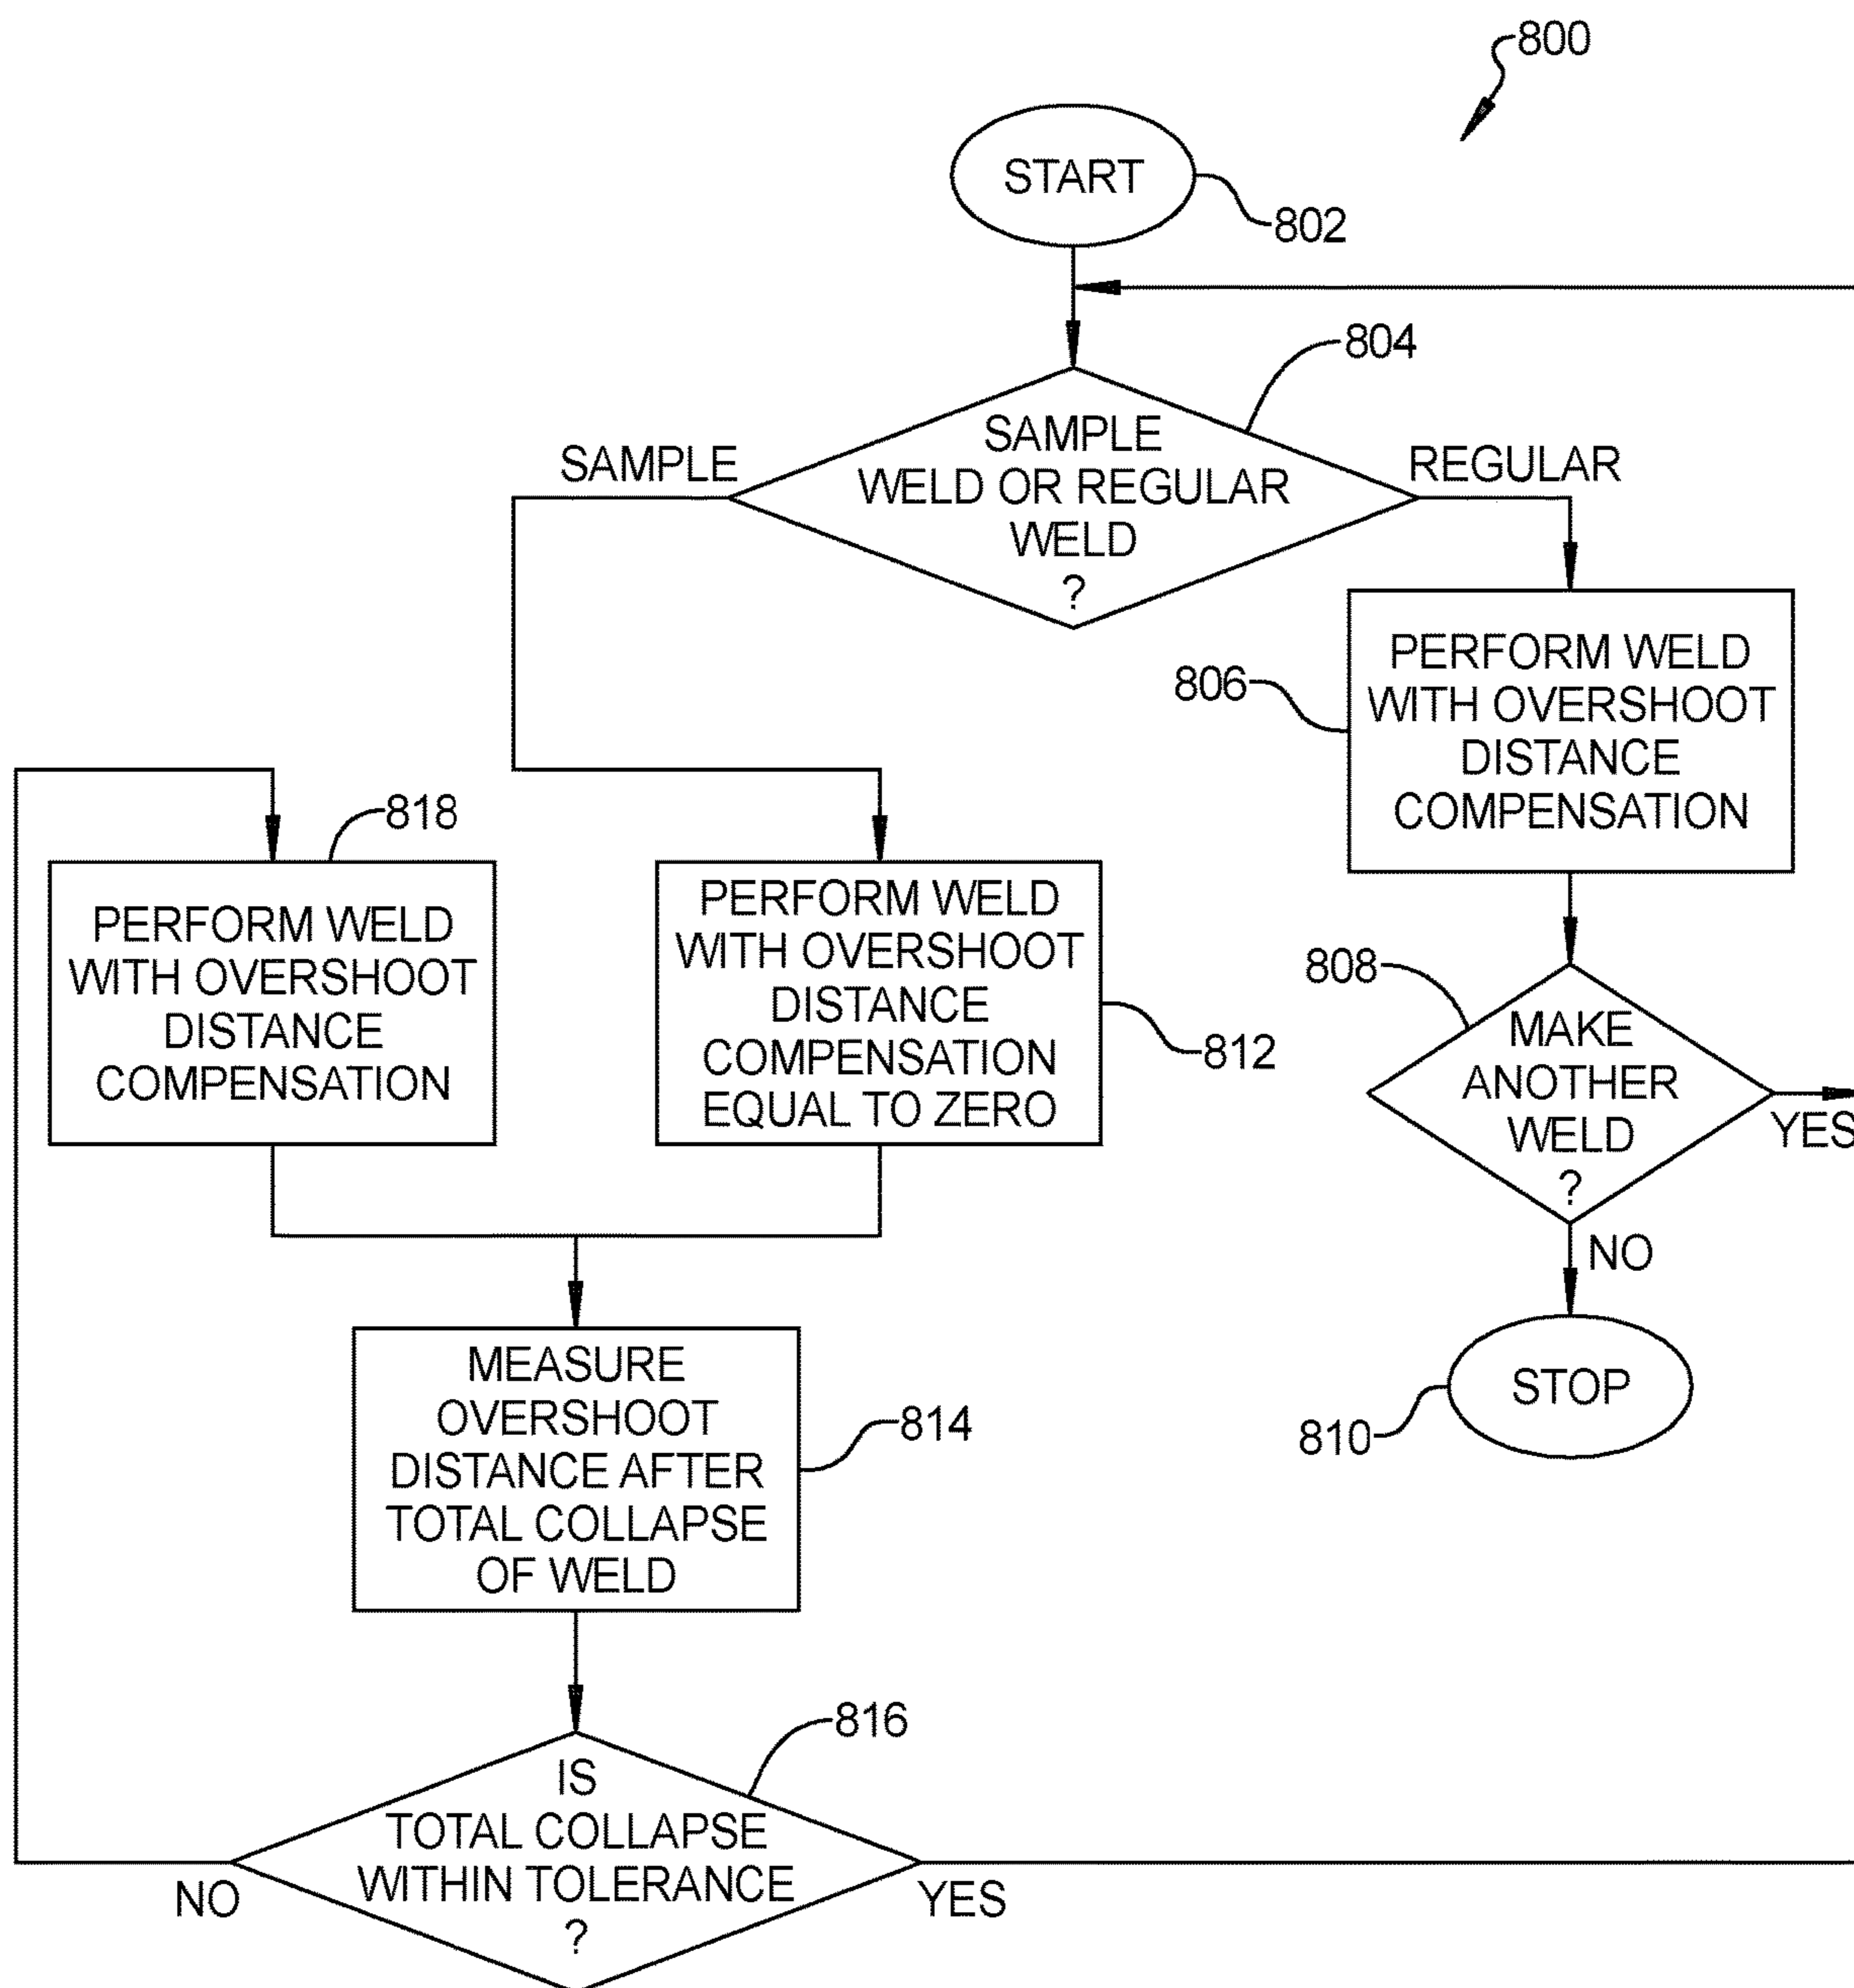 800
START
802
804
SAMPLE
WELD OR REGULAR
WELD
?
SAMPLE
REGULAR
PERFORM WELD
WITH OVERSHOOT
DISTANCE
COMPENSATION
806
808
MAKE
ANOTHER
WELD
?
YES
NO
STOP
810
PERFORM WELD
WITH OVERSHOOT
DISTANCE
COMPENSATION
EQUAL TO ZERO
812
818
PERFORM WELD
WITH OVERSHOOT
DISTANCE
COMPENSATION
MEASURE
OVERSHOOT
DISTANCE AFTER
TOTAL COLLAPSE
OF WELD
814
816
IS
TOTAL COLLAPSE
WITHIN TOLERANCE
?
NO
YES